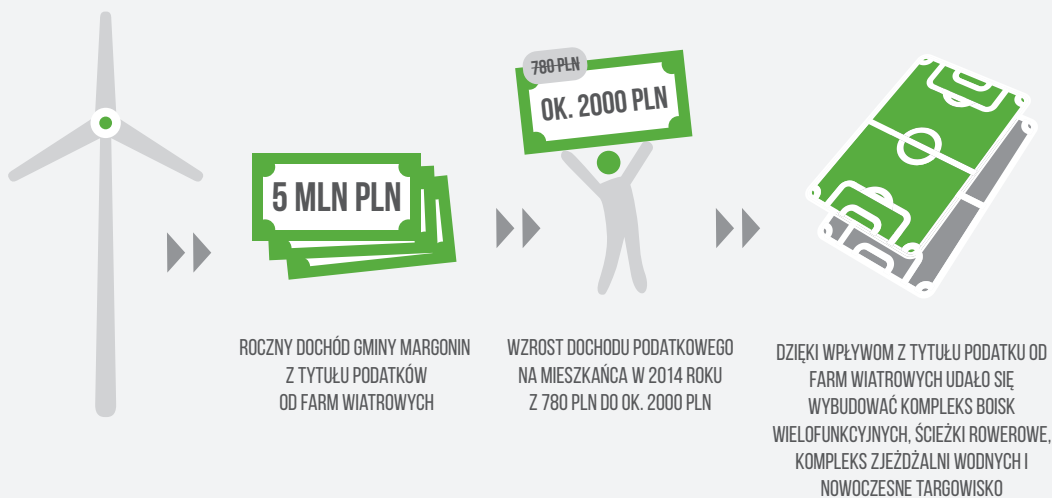 780 PLN
OK. 2000 PLN
5 MLN PLN
ROCZNY DOCHÓD GMINY MARGONIN
Z TYTUŁU PODATKÓW
OD FARM WIATROWYCH
WZROST DOCHODU PODATKOWEGO
NA MIESZKAŃCA W 2014 ROKU
Z 780 PLN DO OK. 2000 PLN
DZIĘKI WPŁYWOM Z TYTUŁU PODATKU OD
FARM WIATROWYCH UDAŁO SIĘ
WYBUDOWAĆ KOMPLEKS BOISK
WIELOFUNKCYJNYCH, ŚCIEŻKI ROWEROWE,
KOMPLEKS ZJEŻDŻALNI WODNYCH I
NOWOCZESNE TARGOWISKO